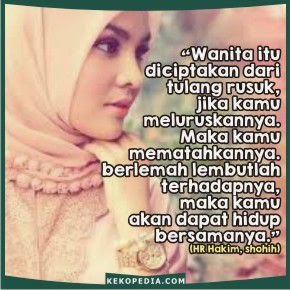 “Wanita itu
diciptakan dari
tulang rusuk,
jika kamu
meluruskannya.
Maka kamu
mematahkannya.
berlemah lembutlah
terhadapnya,
maka kamu
akan dapat hidup
bersamanya.”
(HR Hakim, shohih)
KEKOPEDIA.COM